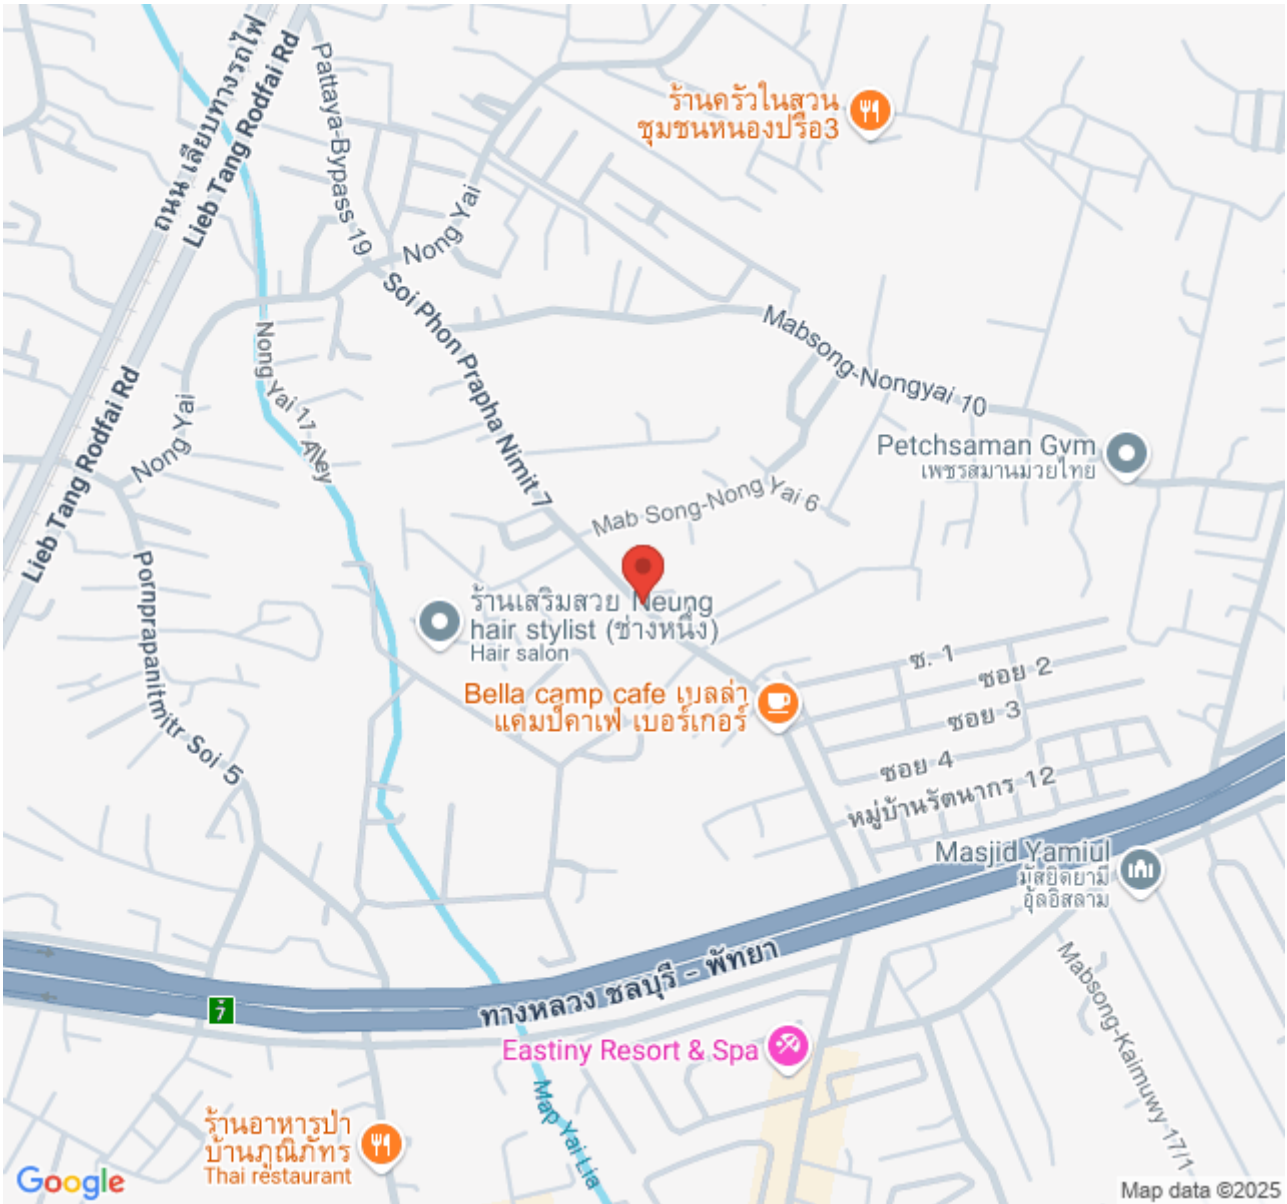 ถนน เลียบทางรถไฟ
Lieb Tang Rodfai Rd
Pattaya-Bypass 19
ร้านครัวในสวน
ชุมชนหนองปรือ3
Nong Yai
Soi Phon Prapha Nimit 7
Mabsong-Nongyai 10
Nong Yai 11 Alley
Lieb Tang Rodfai Rd
Nong Yai
Petchsaman Gym
เพชรสมานมวยไทย
Mab Song-Nong Yai 6
Pornprapanitmitr Soi 5
ร้านเสริมสวย Neung
hair stylist (ช่างหนึ่ง)
Hair salon
ซ. 1
ซอย 2
Bella camp cafe เบลล่า
แคมป์คาเฟ่ เบอร์เกอร์
ซอย 3
ซอย 4
หมู่บ้านรัตนากร 12
Masjid Yamiul
มัสยิดยามี
อุ้ลอิสลาม
ทางหลวง ชลบุรี - พัทยา
7
Mabsong-Kaimuwy 17/1
Eastiny Resort & Spa
Map Yai Lia
ร้านอาหารป่า
บ้านภูณิภัทร
Thai restaurant
Google
Map data ©2025